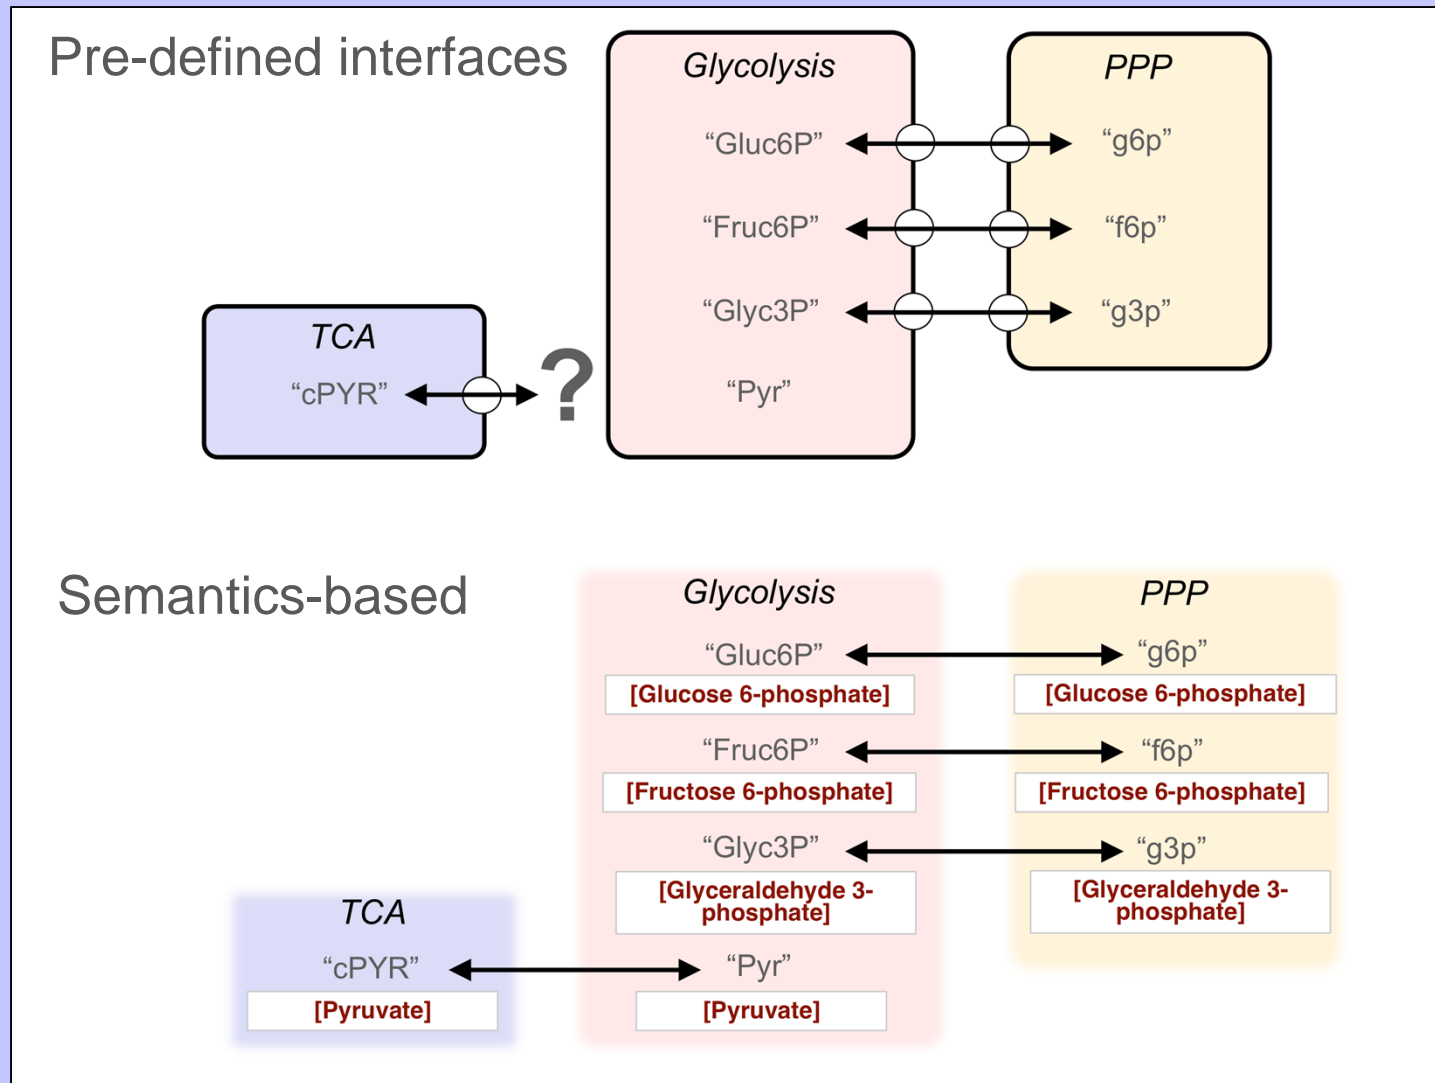 Pre-defined interfaces
Glycolysis
PPP
“Gluc6P”
“g6p”
“Fruc6P”
“f6p”
“Glyc3P”
“g3p”
TCA
“cPYR”
?
“Pyr”
Semantics-based
Glycolysis
PPP
“Gluc6P”
“g6p”
[Glucose 6-phosphate]
[Glucose 6-phosphate]
“Fruc6P”
“f6p”
[Fructose 6-phosphate]
[Fructose 6-phosphate]
“Glyc3P”
“g3p”
[Glyceraldehyde 3-
phosphate]
[Glyceraldehyde 3-
phosphate]
TCA
“cPYR”
“Pyr”
[Pyruvate]
[Pyruvate]